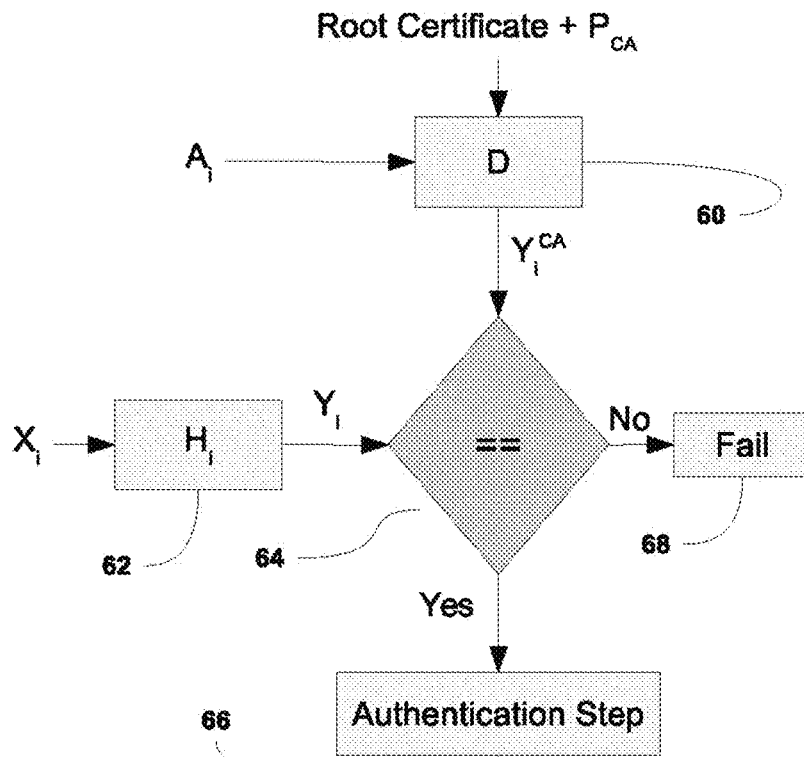 Root Certificate + P_CA
A_i
D
60
Y_i^CA
X_i
H_i
Y_i
==
No
Fail
62
64
68
Yes
66
Authentication Step